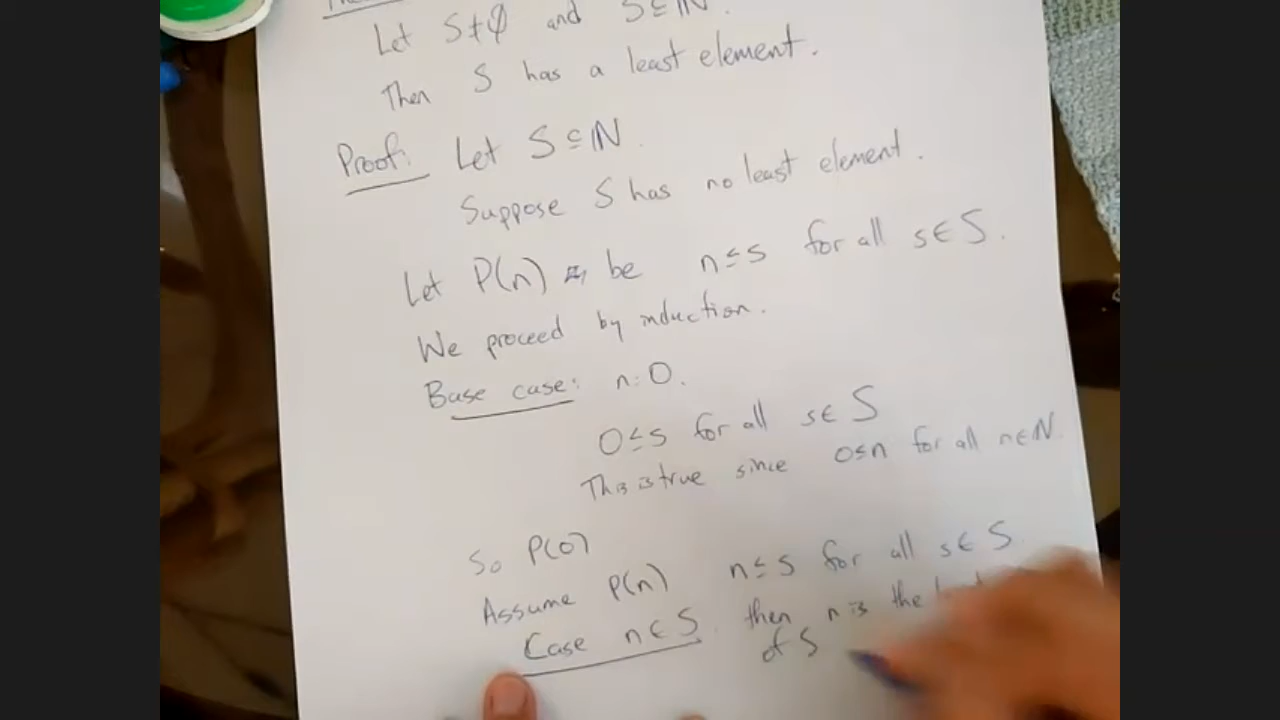 Let S ≠ ∅ and S ⊆ ℕ.
Then S has a least element.
Proof: Let S ⊆ ℕ.
Suppose S has no least element.
Let P(n) be n ≤ s for all s ∈ S.
We proceed by induction.
Base case: n = 0.
0 ≤ s for all s ∈ S
This is true since 0 ≤ n for all n ∈ ℕ.
So P(0)
Assume P(n) n ≤ s for all s ∈ S
Case n ∈ S. then n is the
of S